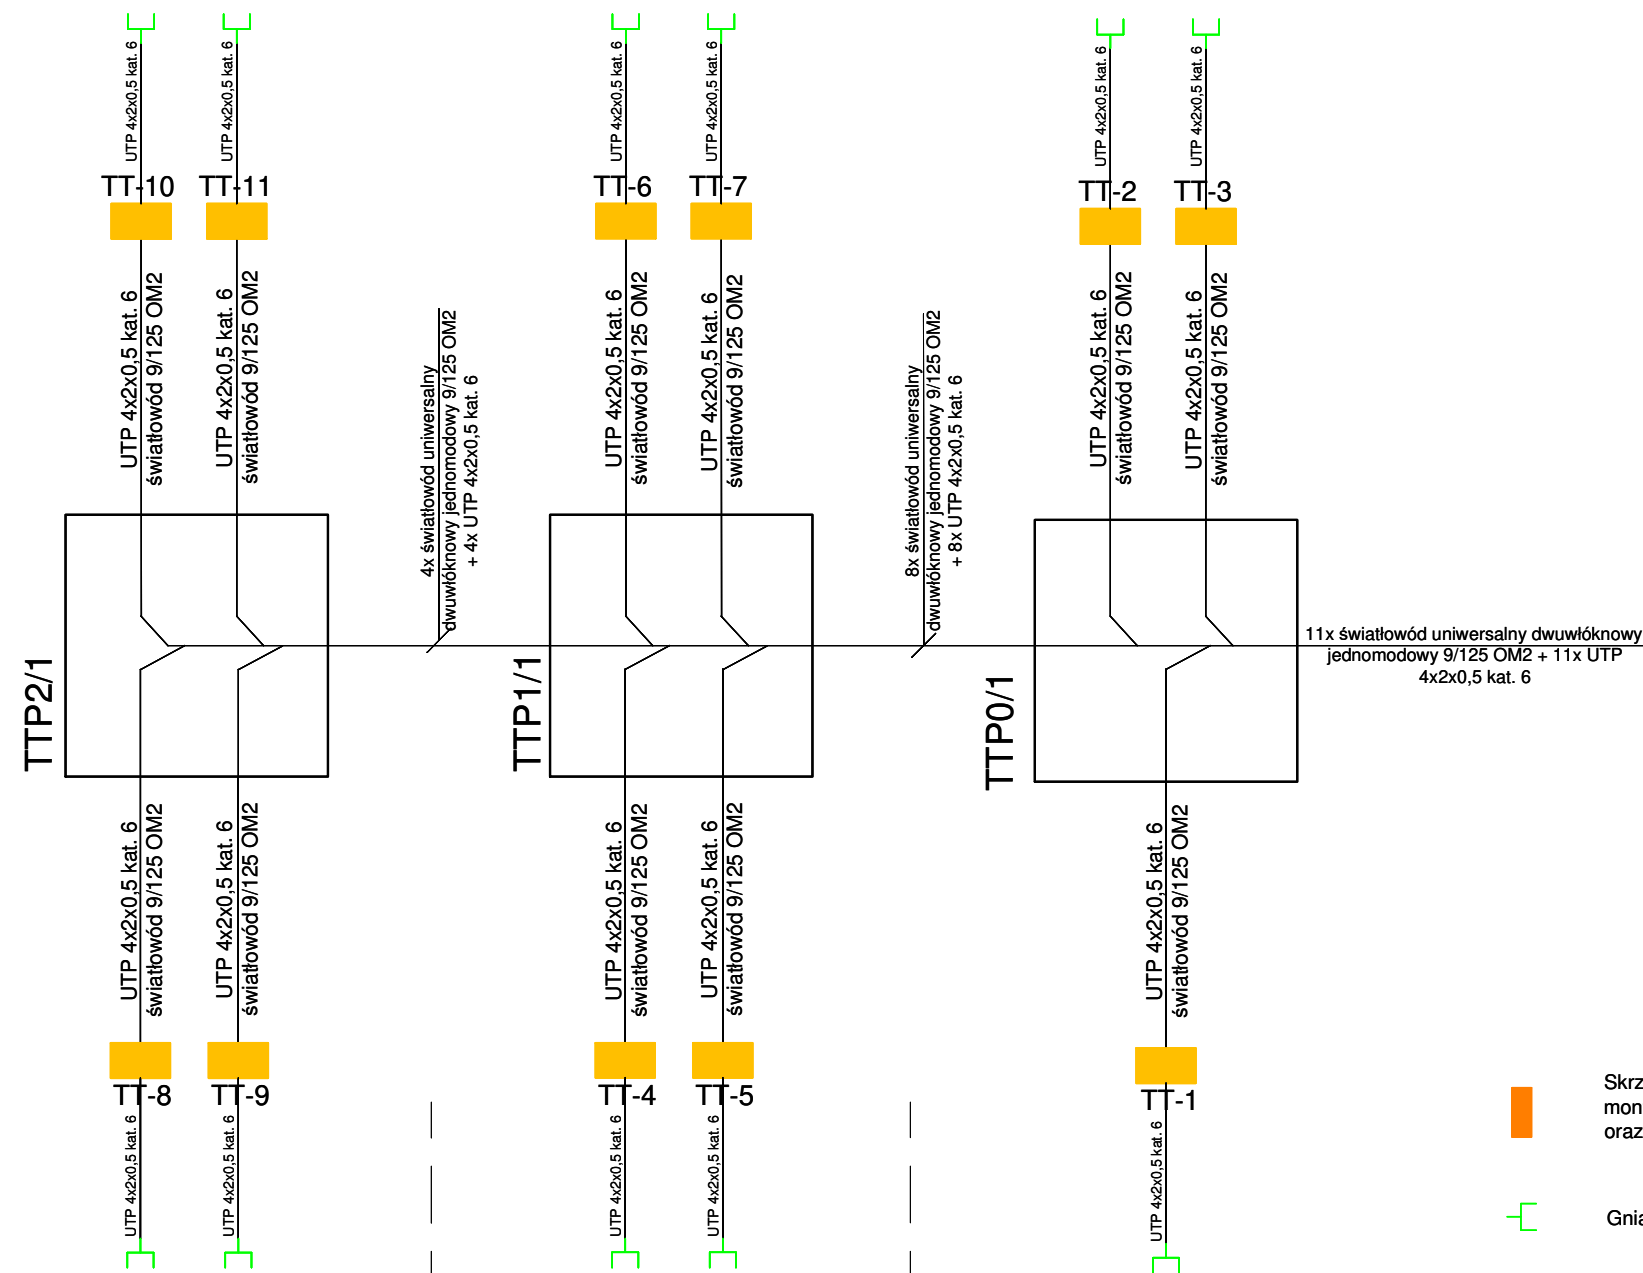 UTP 4x2x0,5 kat. 6
UTP 4x2x0,5 kat. 6
UTP 4x2x0,5 kat. 6
UTP 4x2x0,5 kat. 6
UTP 4x2x0,5 kat. 6
UTP 4x2x0,5 kat. 6
TT-10
TT-11
TT-6
TT-7
TT-2
TT-3
UTP 4x2x0,5 kat. 6
światłowód 9/125 OM2
UTP 4x2x0,5 kat. 6
światłowód 9/125 OM2
4x światłowód uniwersalny
dwuwłóknowy jednomodowy 9/125 OM2
+ 4x UTP 4x2x0,5 kat. 6
UTP 4x2x0,5 kat. 6
światłowód 9/125 OM2
UTP 4x2x0,5 kat. 6
światłowód 9/125 OM2
8x światłowód uniwersalny
dwuwłóknowy jednomodowy 9/125 OM2
+ 8x UTP 4x2x0,5 kat. 6
UTP 4x2x0,5 kat. 6
światłowód 9/125 OM2
UTP 4x2x0,5 kat. 6
światłowód 9/125 OM2
TTP2/1
TTP1/1
TTP0/1
11x światłowód uniwersalny dwuwłóknowy
jednomodowy 9/125 OM2 + 11x UTP
4x2x0,5 kat. 6
UTP 4x2x0,5 kat. 6
światłowód 9/125 OM2
UTP 4x2x0,5 kat. 6
światłowód 9/125 OM2
UTP 4x2x0,5 kat. 6
światłowód 9/125 OM2
UTP 4x2x0,5 kat. 6
światłowód 9/125 OM2
UTP 4x2x0,5 kat. 6
światłowód 9/125 OM2
TT-8
TT-9
TT-4
TT-5
TT-1
UTP 4x2x0,5 kat. 6
UTP 4x2x0,5 kat. 6
UTP 4x2x0,5 kat. 6
UTP 4x2x0,5 kat. 6
UTP 4x2x0,5 kat. 6
Skrz
mon
oraz
Gnia